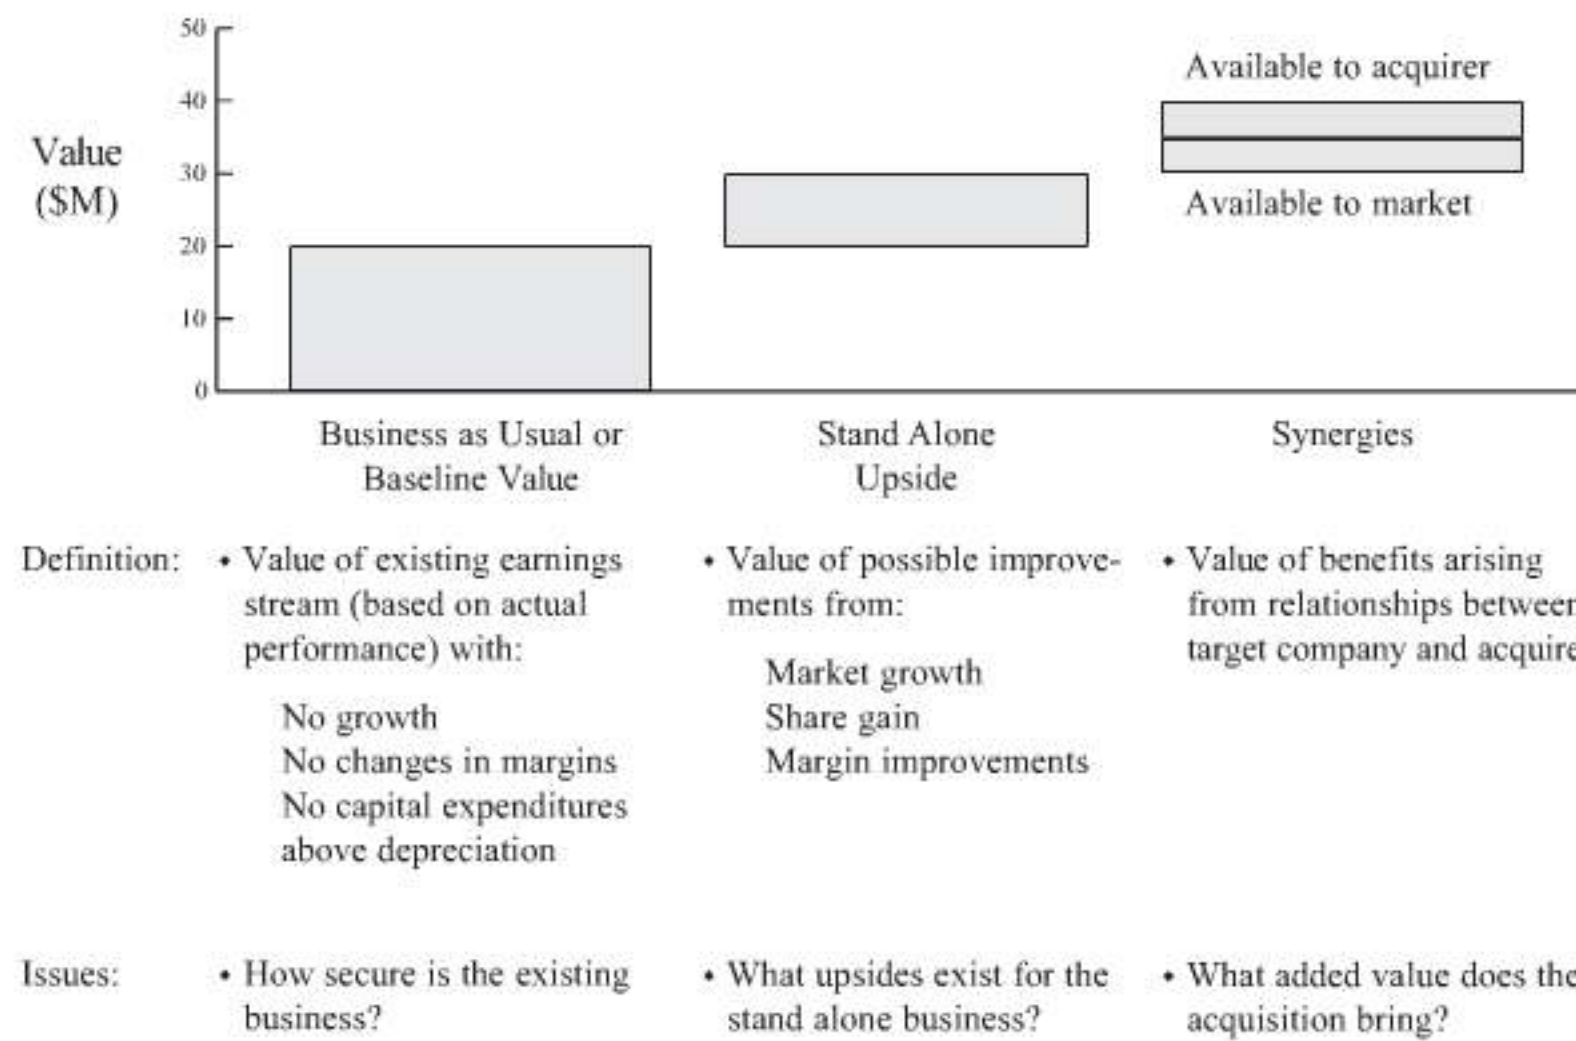 50
40
30
20
10
0
Value
($M)
Available to acquirer
Available to market
Business as Usual or
Baseline Value
Stand Alone
Upside
Synergies
Definition:
• Value of existing earnings
stream (based on actual
performance) with:
No growth
No changes in margins
No capital expenditures
above depreciation
• Value of possible improve-
ments from:
Market growth
Share gain
Margin improvements
• Value of benefits arising
from relationships between
target company and acquire
Issues:
• How secure is the existing
business?
• What upsides exist for the
stand alone business?
• What added value does the
acquisition bring?